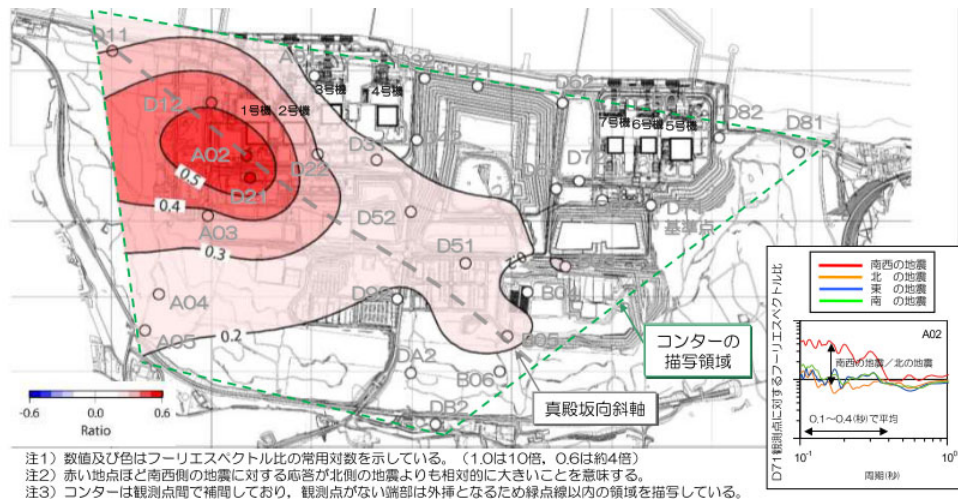 D11
D12
1号機 2号機
3号機
4号機
D82
D81
7号機 6号機 5号機
D72
A02
D21
D22
0.5
0.4
A03
0.3
D52
D51
基準点
A04
A05
0.2
DA2
B06
DB2
コンターの
描写領域
真殿坂向斜軸
-0.6 -0.3 0.0 0.3 0.6
Ratio
南西の地震
北 の地震
東 の地震
南 の地震
D71観測点に対するフーリエスペクトル比
A02
南西の地震/北の地震
0.1~0.4(秒)で平均
10⁻¹ 10⁰
周期(秒)
注1)数値及び色はフーリエスペクトル比の常用対数を示している。(1.0は10倍,0.6は約4倍)
注2)赤い地点ほど南西側の地震に対する応答が北側の地震よりも相対的に大きいことを意味する。
注3)コンターは観測点間で補間しており,観測点がない端部は外挿となるため緑点線以内の領域を描写している。